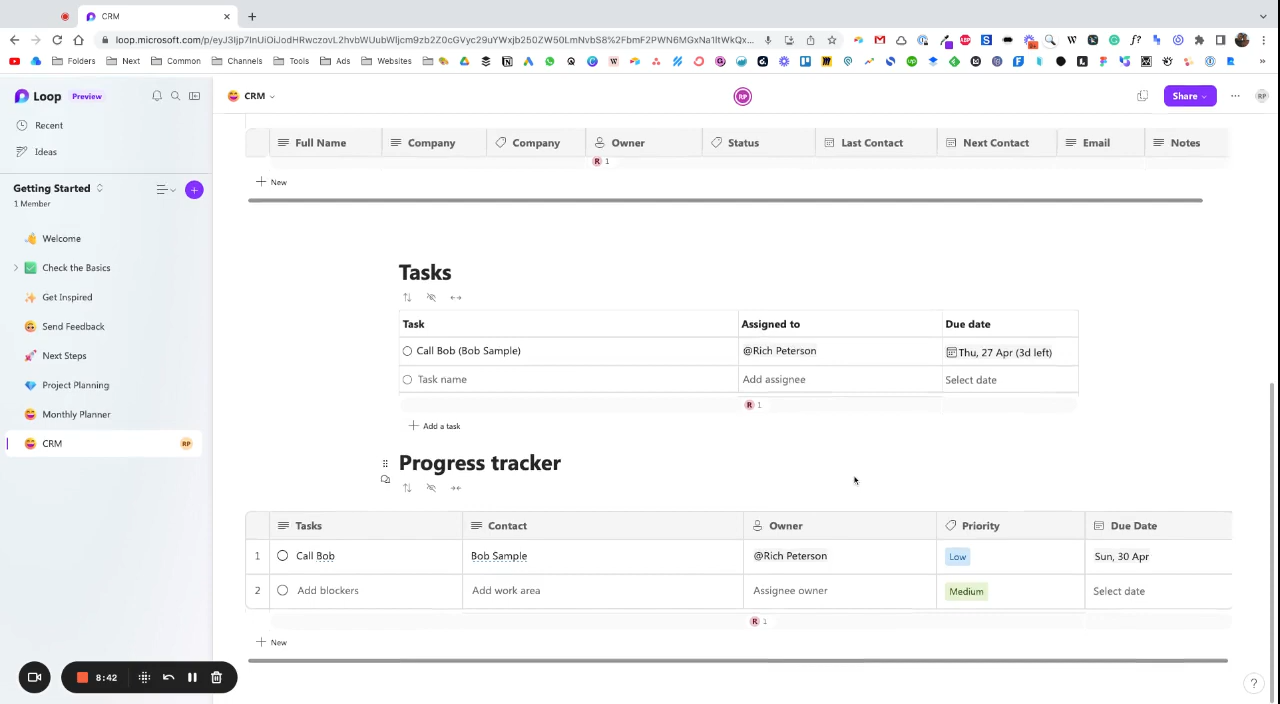 CRM
loop.microsoft.com/p/eyJ3Ijp7InUiOiJodHRwczovL2hvbWUubWljcm9zb2Z0cGVyc29uYWxjb250ZW50LmNvbS8%2FbmF2PWN6MGxNa1ltWkQx...
Folders Next Common Channels Tools Ads Websites
Loop Preview
CRM
RP
Share
RP
Recent
Ideas
Getting Started
1 Member
Welcome
Check the Basics
Get Inspired
Send Feedback
Next Steps
Project Planning
Monthly Planner
CRM RP
Full Name Company Company Owner Status Last Contact Next Contact Email Notes
R 1
New
Tasks
Task Assigned to Due date
Call Bob (Bob Sample) @Rich Peterson Thu, 27 Apr (3d left)
Task name Add assignee Select date
R 1
Add a task
Progress tracker
Tasks Contact Owner Priority Due Date
1 Call Bob Bob Sample @Rich Peterson Low Sun, 30 Apr
2 Add blockers Add work area Assignee owner Medium Select date
R 1
New
8:42
?